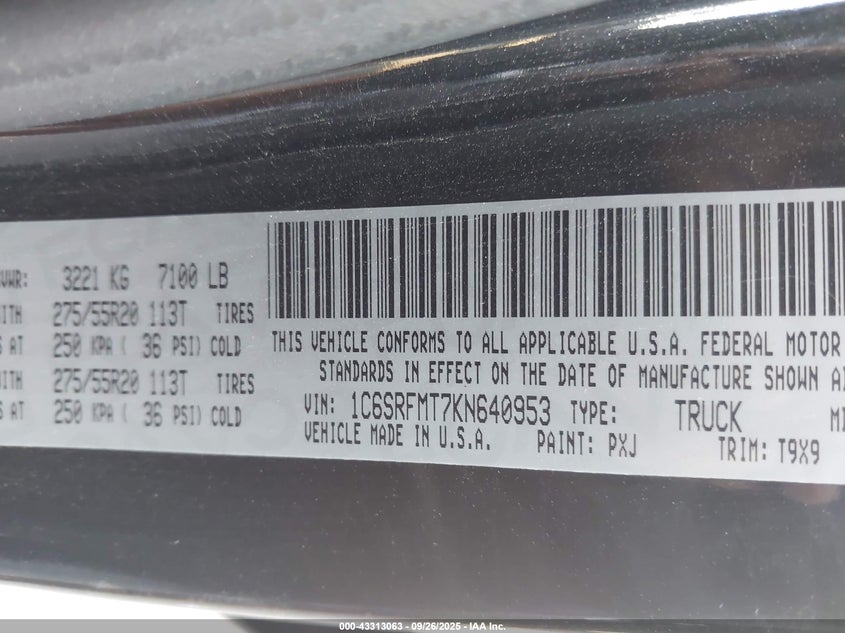 VWR: 3221 KG 7100 LB
ITH 275/55R20 113T TIRES
S AT 250 KPA ( 36 PSI) COLD
ITH 275/55R20 113T TIRES
S AT 250 KPA ( 36 PSI) COLD
THIS VEHICLE CONFORMS TO ALL APPLICABLE U.S.A. FEDERAL MOTOR
STANDARDS IN EFFECT ON THE DATE OF MANUFACTURE SHOWN A
VIN: 1C6SRFMT7KN640953 TYPE: TRUCK
VEHICLE MADE IN U.S.A. PAINT: PXJ TRIM: T9X9
000-43313063 - 09/26/2025 - IAA Inc.